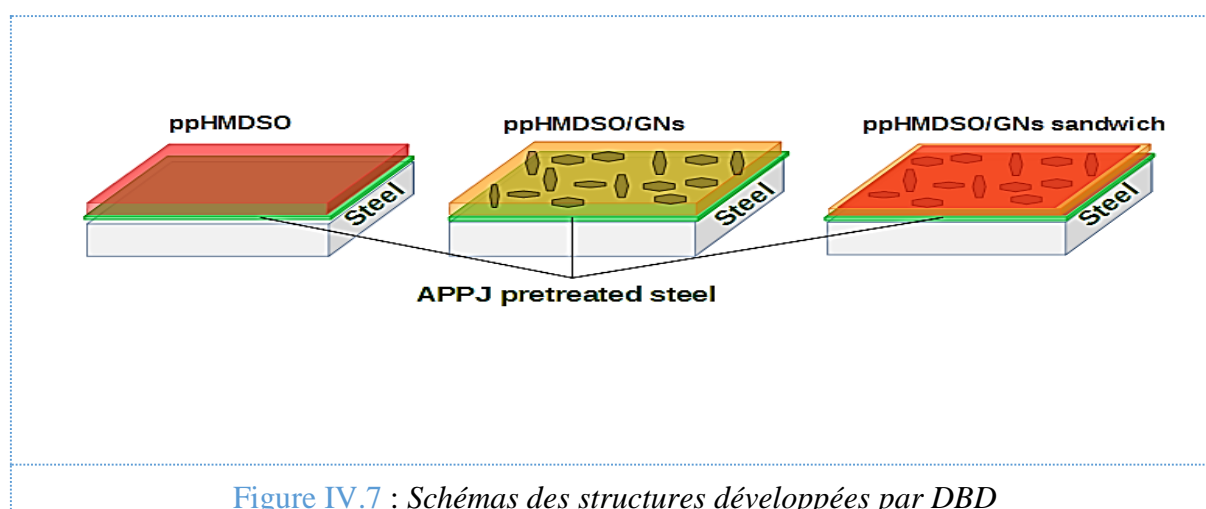 ppHMDSO
ppHMDSO/GNs
ppHMDSO/GNs sandwich
Steel
Steel
Steel
APPJ pretreated steel
Figure IV.7 : Schémas des structures développées par DBD